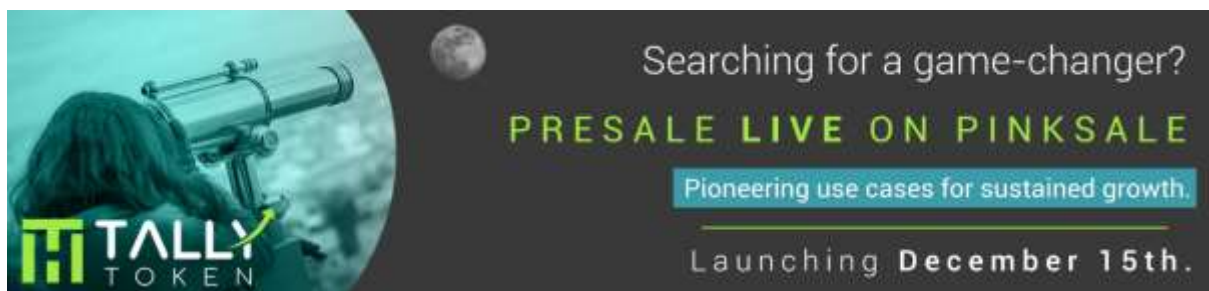 Searching for a game-changer?
PRESALE LIVE ON PINKSALE
Pioneering use cases for sustained growth.
Launching December 15th.
TALLY
TOKEN